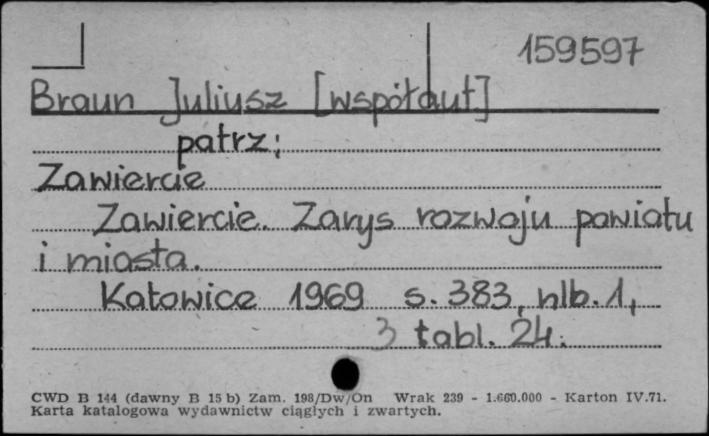 159597
Braun Juliusz [współaut]
patrz:
Zawiercie
Zawiercie. Zarys rozwoju powiatu
i miasta.
Katowice 1969 s. 383, nlb. 1,
3 tabl. 24.
CWD B 144 (dawny B 15 b) Zam. 198/Dw/On Wrak 239 - 1.660.000 - Karton IV.71.
Karta katalogowa wydawnictw ciągłych i zwartych.